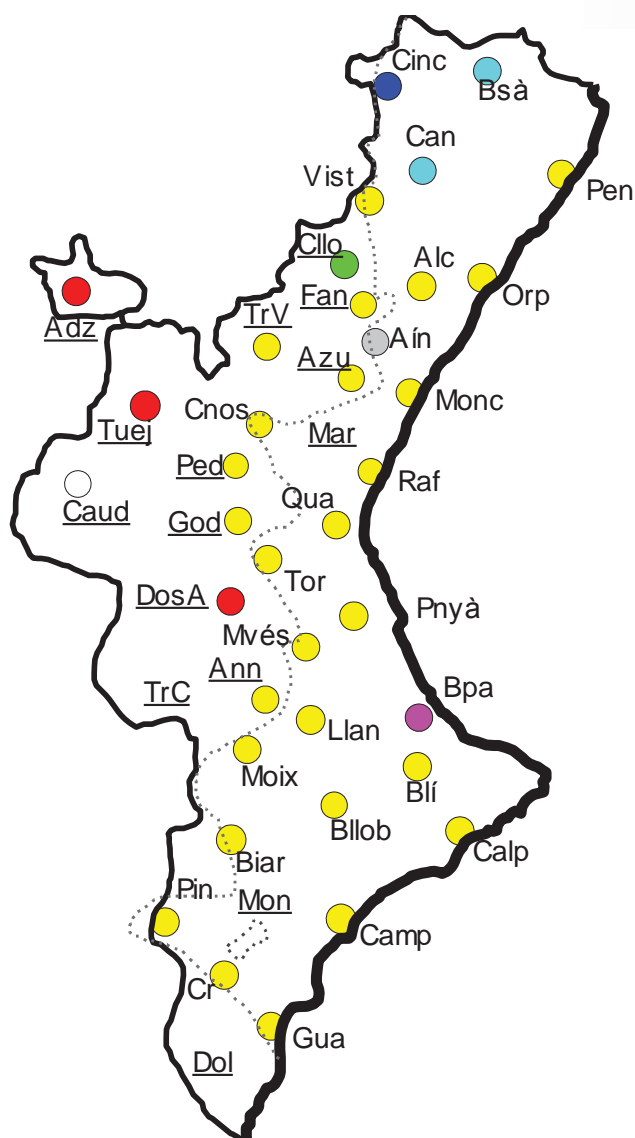 Cinc
Bsà
Can
Pen
Vist
Cllo
Alc
Orp
Fan
Adz
TrV
Aín
Azu
Monc
Cnos
Tuej
Mar
Ped
Raf
Caud
Qua
God
Tor
DosA
Pnyà
Mvés
Ann
Bpa
TrC
Llan
Moix
Blí
Bllob
Calp
Biar
Pin
Mon
Camp
Cr
Gua
Dol